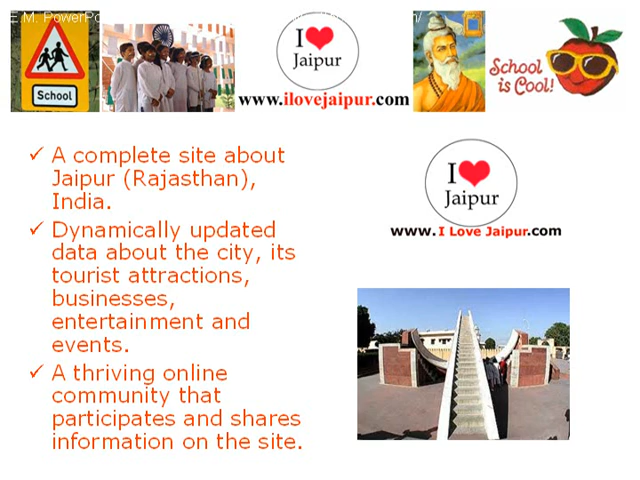 E.M. PowerPo
School
I
Jaipur
www.ilovejaipur.com
School
is Cool!
A complete site about
Jaipur (Rajasthan),
India.
Dynamically updated
data about the city, its
tourist attractions,
businesses,
entertainment and
events.
A thriving online
community that
participates and shares
information on the site.
I
Jaipur
www.I Love Jaipur.com